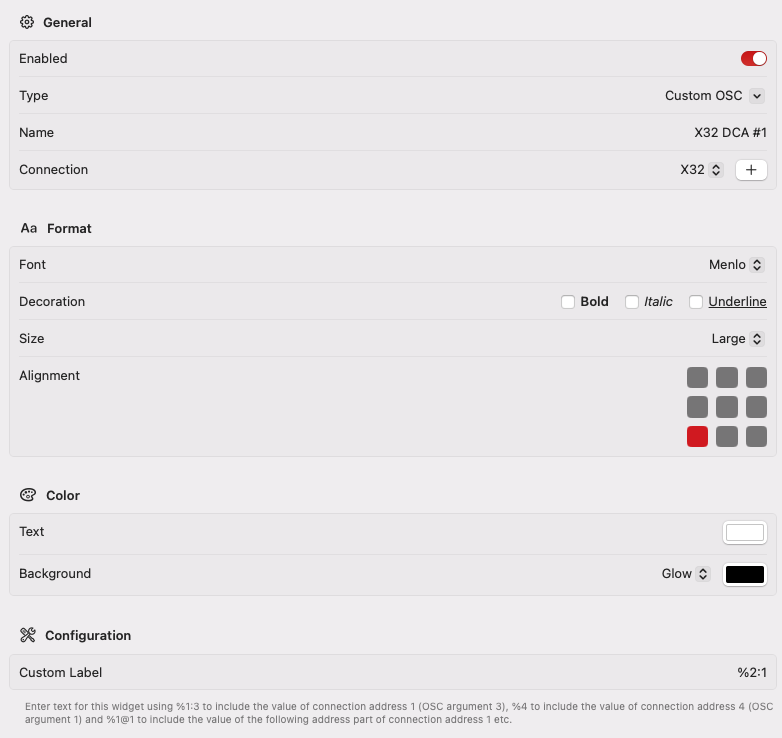 General
Enabled
Type Custom OSC
Name X32 DCA #1
Connection X32 +
Aa Format
Font Menlo
Decoration Bold Italic Underline
Size Large
Alignment
Color
Text
Background Glow
Configuration
Custom Label %2:1
Enter text for this widget using %1:3 to include the value of connection address 1 (OSC argument 3), %4 to include the value of connection address 4 (OSC
argument 1) and %1@1 to include the value of the following address part of connection address 1 etc.